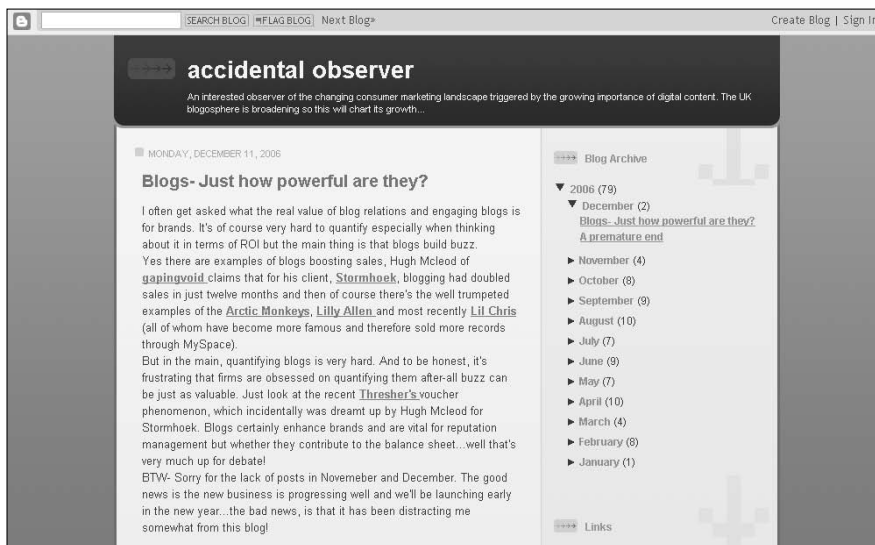 SEARCH BLOG FLAG BLOG Next Blog» Create Blog | Sign In
accidental observer
An interested observer of the changing consumer marketing landscape triggered by the growing importance of digital content. The UK
blogosphere is broadening so this will chart its growth...
MONDAY, DECEMBER 11, 2006
Blogs- Just how powerful are they?
I often get asked what the real value of blog relations and engaging blogs is
for brands. It's of course very hard to quantify especially when thinking
about it in terms of ROI but the main thing is that blogs build buzz.
Yes there are examples of blogs boosting sales, Hugh Mcleod of
gapingvoid claims that for his client, Stormhoek, blogging had doubled
sales in just twelve months and then of course there's the well trumpeted
examples of the Arctic Monkeys, Lilly Allen and most recently Lil Chris
(all of whom have become more famous and therefore sold more records
through MySpace).
But in the main, quantifying blogs is very hard. And to be honest, it's
frustrating that firms are obsessed on quantifying them after-all buzz can
be just as valuable. Just look at the recent Thresher's voucher
phenomenon, which incidentally was dreamt up by Hugh Mcleod for
Stormhoek. Blogs certainly enhance brands and are vital for reputation
management but whether they contribute to the balance sheet...well that's
very much up for debate!
BTW- Sorry for the lack of posts in Novemeber and December. The good
news is the new business is progressing well and we'll be launching early
in the new year...the bad news, is that it has been distracting me
somewhat from this blog!
Blog Archive
▼ 2006 (79)
▼ December (2)
Blogs- Just how powerful are they?
A premature end
► November (4)
► October (8)
► September (9)
► August (10)
► July (7)
► June (9)
► May (7)
► April (10)
► March (4)
► February (8)
► January (1)
Links